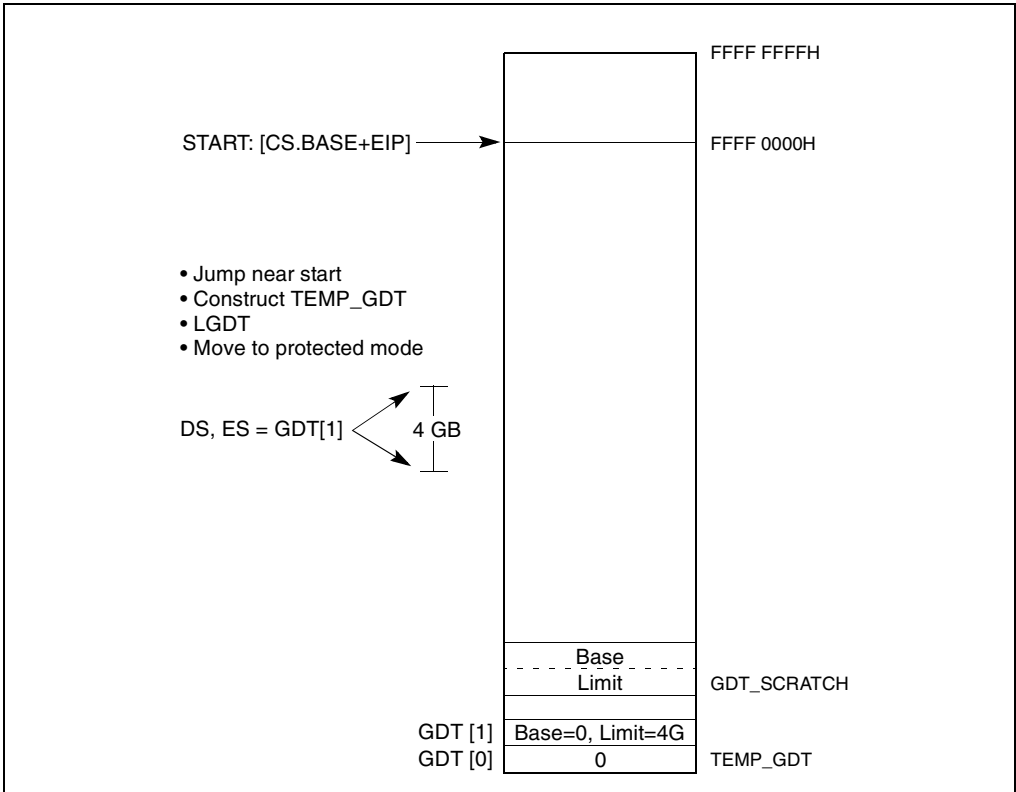 FFFF FFFFH
START: [CS.BASE+EIP]
FFFF 0000H
• Jump near start
• Construct TEMP_GDT
• LGDT
• Move to protected mode
DS, ES = GDT[1]
4 GB
Base
Limit
GDT_SCRATCH
GDT [1]
Base=0, Limit=4G
GDT [0]
0
TEMP_GDT